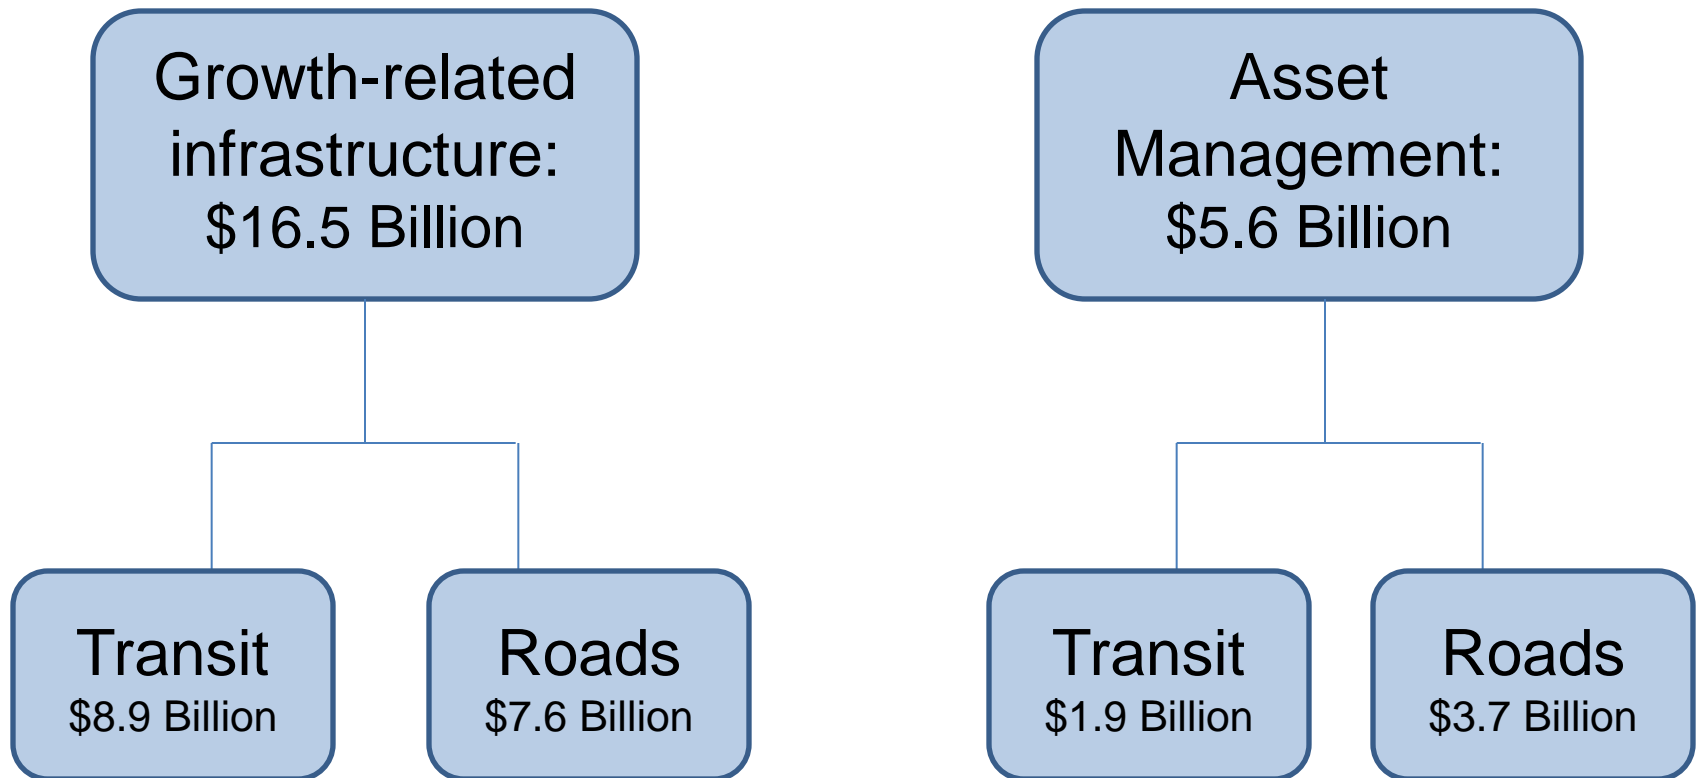 Growth-related
infrastructure:
$16.5 Billion
Asset
Management:
$5.6 Billion
Transit
$8.9 Billion
Roads
$7.6 Billion
Transit
$1.9 Billion
Roads
$3.7 Billion